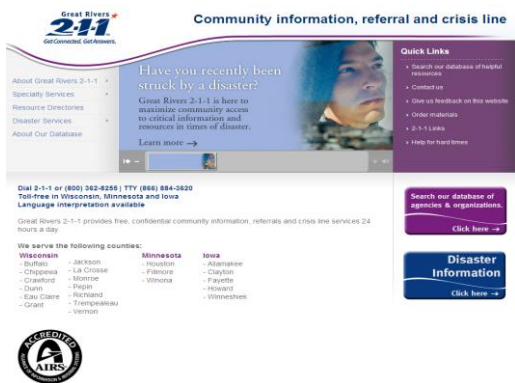 Great Rivers
2-1-1
Get Connected. Get Answers.
Community information, referral and crisis line
About Great Rivers 2-1-1
Specialty Services
Resource Directories
Disaster Services
About Our Database
Have you recently been
struck by a disaster?
Great Rivers 2-1-1 is here to
maximize community access
to critical information and
resources in times of disaster.
Learn more →
Quick Links
› Search our database of helpful
resources
› Contact us
› Give us feedback on this website
› Order materials
› 2-1-1 Links
› Help for hard times
Dial 2-1-1 or (800) 362-8255 | TTY (866) 884-3620
Toll-free in Wisconsin, Minnesota and Iowa
Language interpretation available
Great Rivers 2-1-1 provides free, confidential community information, referrals and crisis line services 24
hours a day
We serve the following counties:
Wisconsin
- Buffalo
- Chippewa
- Crawford
- Dunn
- Eau Claire
- Grant
- Jackson
- La Crosse
- Monroe
- Pepin
- Richland
- Trempealeau
- Vernon
Minnesota
- Houston
- Fillmore
- Winona
Iowa
- Allamakee
- Clayton
- Fayette
- Howard
- Winneshiek
Search our database of
agencies & organizations.
Click here →
Disaster
Information
Click here →
ACCREDITED
AIRS